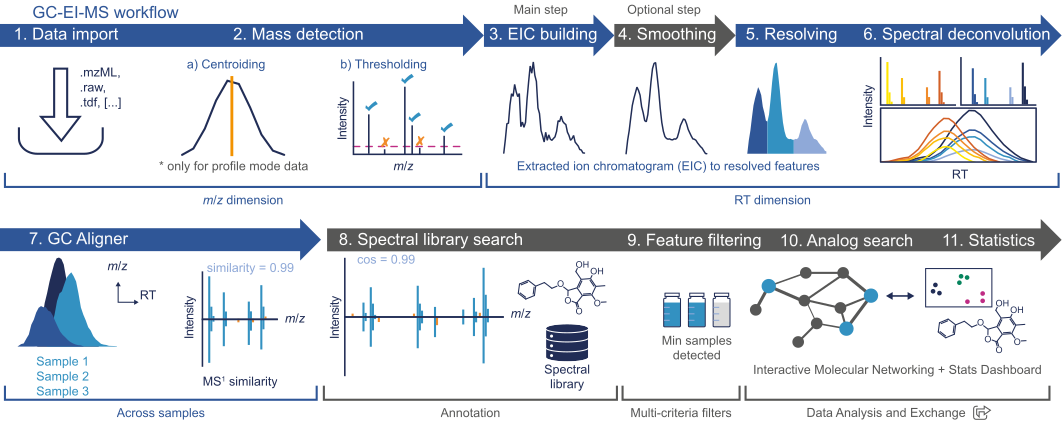 GC-EI-MS workflow
Main step
Optional step
1. Data import
2. Mass detection
3. EIC building
4. Smoothing
5. Resolving
6. Spectral deconvolution
.mzML,
.raw,
.tdf, [...]
a) Centroiding
* only for profile mode data
b) Thresholding
Intensity
m/z
Extracted ion chromatogram (EIC) to resolved features
Intensity
RT
m/z dimension
RT dimension
7. GC Aligner
8. Spectral library search
9. Feature filtering
10. Analog search
11. Statistics
m/z
RT
Sample 1
Sample 2
Sample 3
similarity = 0.99
Intensity
m/z
MS¹ similarity
cos = 0.99
Intensity
m/z
OH
OH
O
O
O
O
Spectral
library
Min samples
detected
OH
OH
O
O
O
O
Interactive Molecular Networking + Stats Dashboard
Across samples
Annotation
Multi-criteria filters
Data Analysis and Exchange